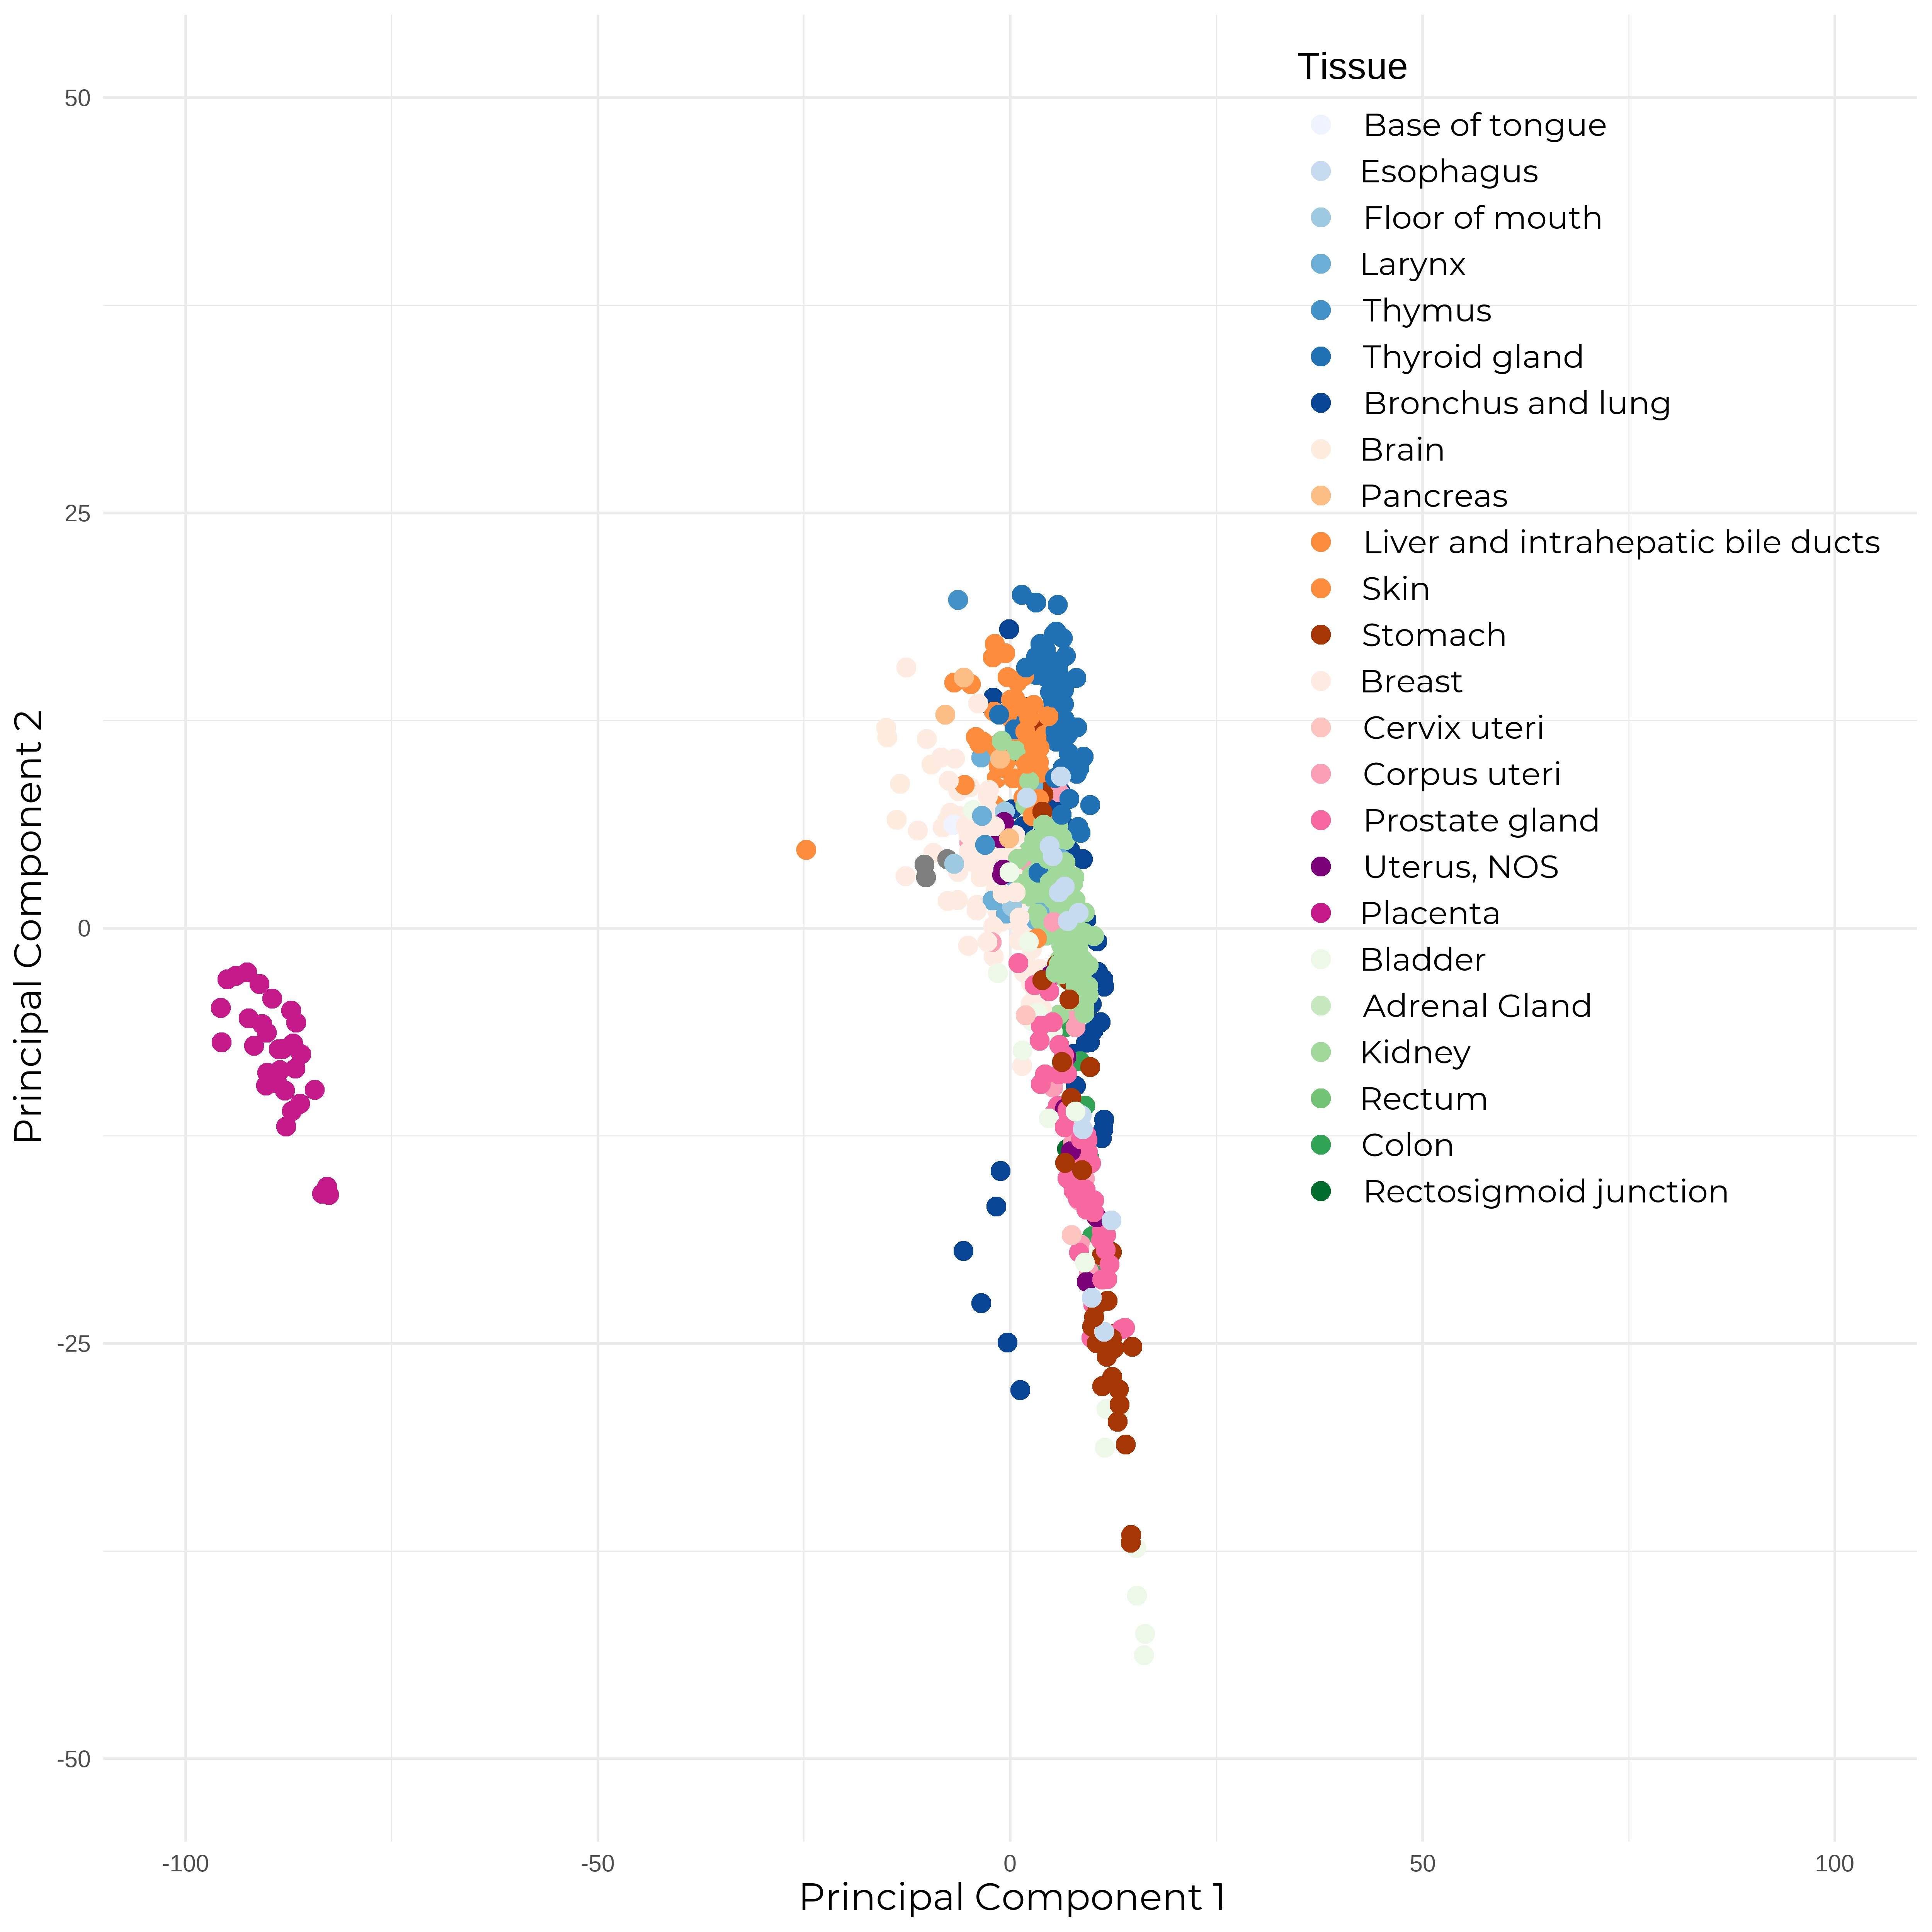 Tissue
Base of tongue
Esophagus
Floor of mouth
Larynx
Thymus
Thyroid gland
Bronchus and lung
Brain
Pancreas
Liver and intrahepatic bile ducts
Skin
Stomach
Breast
Cervix uteri
Corpus uteri
Prostate gland
Uterus, NOS
Placenta
Bladder
Adrenal Gland
Kidney
Rectum
Colon
Rectosigmoid junction
50
25
0
-25
-50
Principal Component 2
-100
-50
0
50
100
Principal Component 1